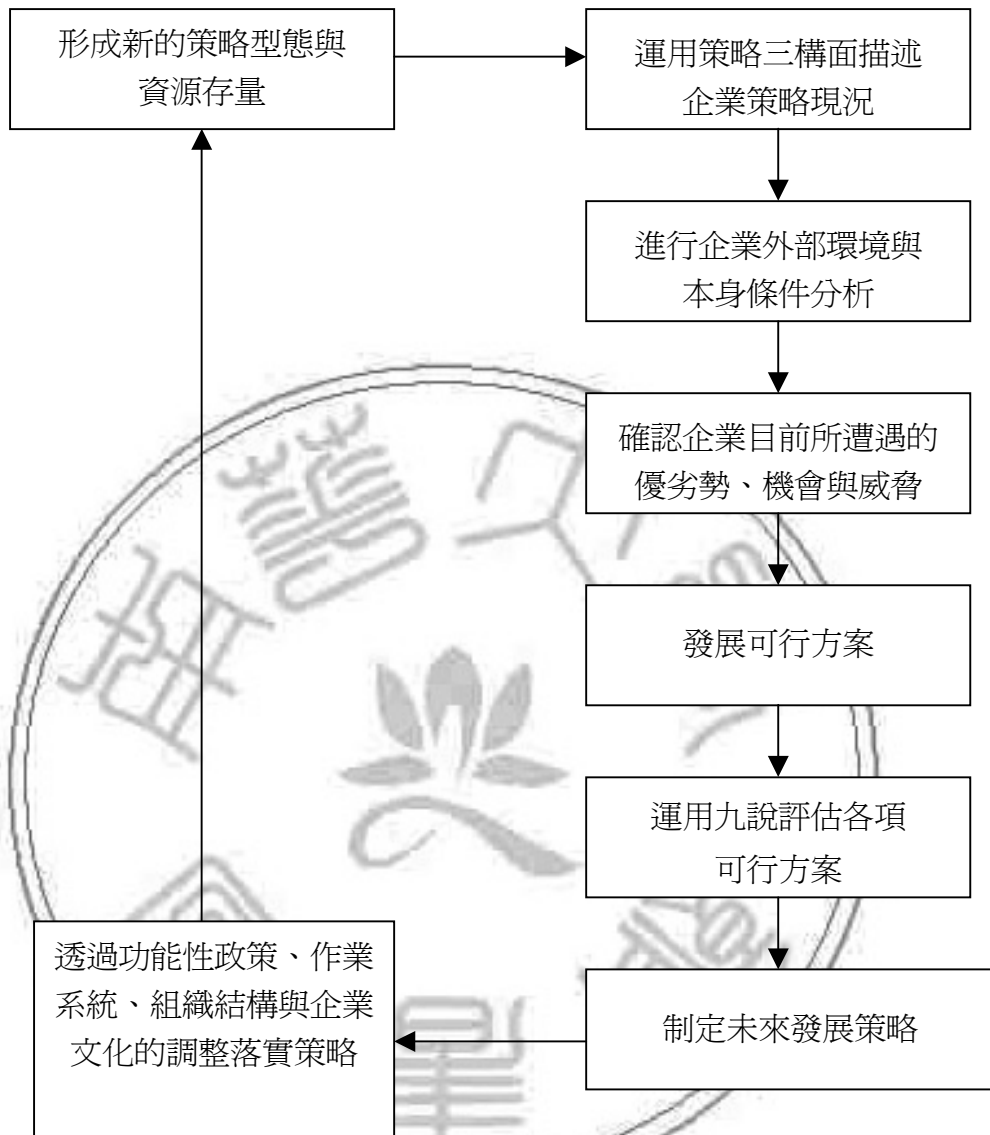 形成新的策略型態與
資源存量
運用策略三構面描述
企業策略現況
進行企業外部環境與
本身條件分析
確認企業目前所遭遇的
優劣勢、機會與威脅
發展可行方案
運用九說評估各項
可行方案
制定未來發展策略
透過功能性政策、作業
系統、組織結構與企業
文化的調整落實策略